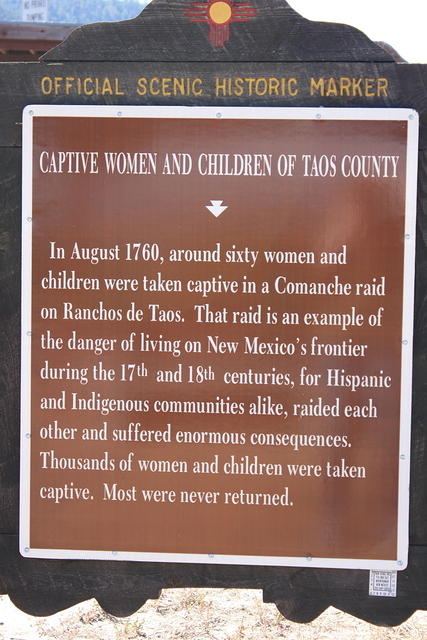 OFFICIAL SCENIC HISTORIC MARKER
CAPTIVE WOMEN AND CHILDREN OF TAOS COUNTY
In August 1760, around sixty women and
children were taken captive in a Comanche raid
on Ranchos de Taos. That raid is an example of
the danger of living on New Mexico's frontier
during the 17th and 18th centuries, for Hispanic
and Indigenous communities alike, raided each
other and suffered enormous consequences.
Thousands of women and children were taken
captive. Most were never returned.